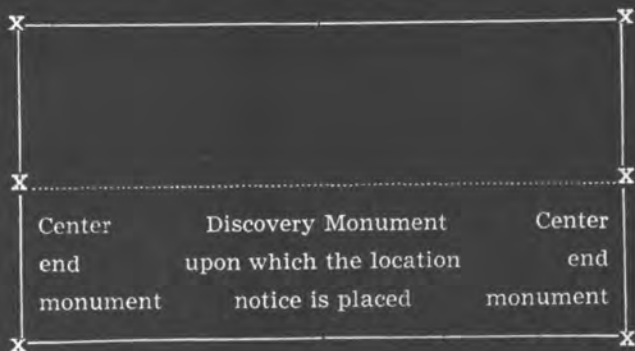 X X
X X
Center Discovery Monument Center
end upon which the location end
monument notice is placed monument
X X